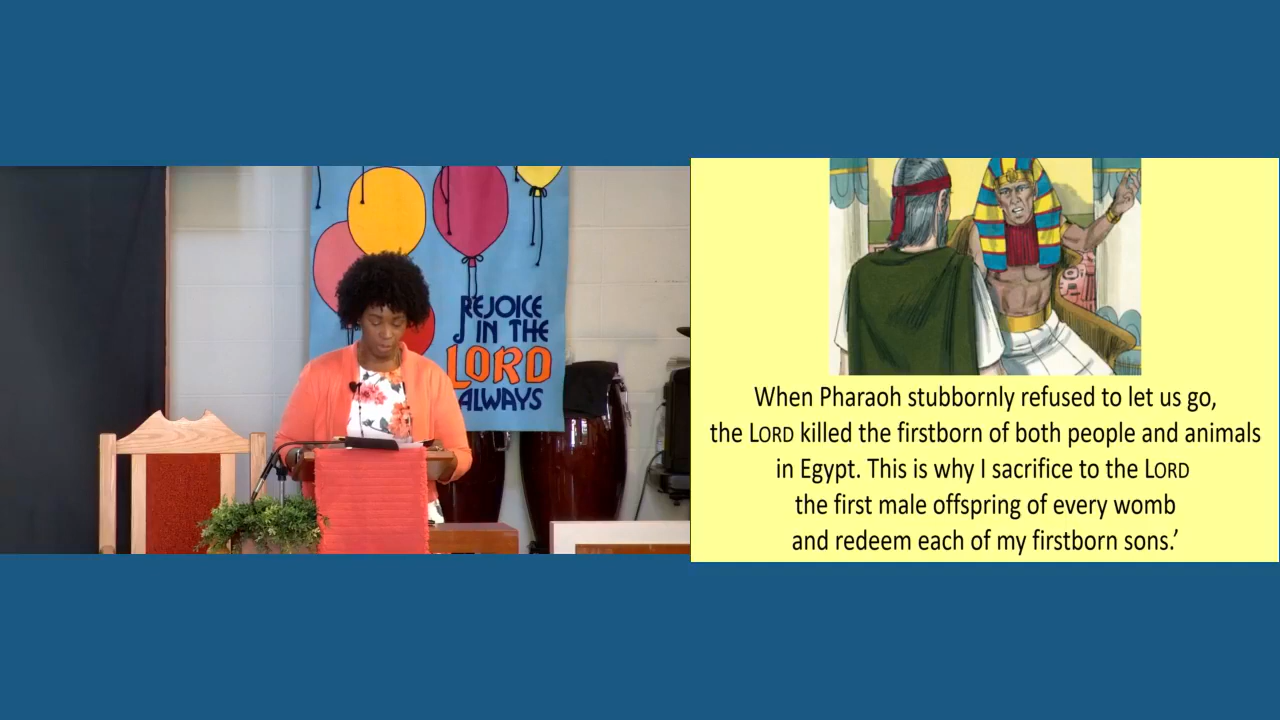 REJOICE
IN THE
LORD
ALWAYS
When Pharaoh stubbornly refused to let us go,
the LORD killed the firstborn of both people and animals
in Egypt. This is why I sacrifice to the LORD
the first male offspring of every womb
and redeem each of my firstborn sons.’